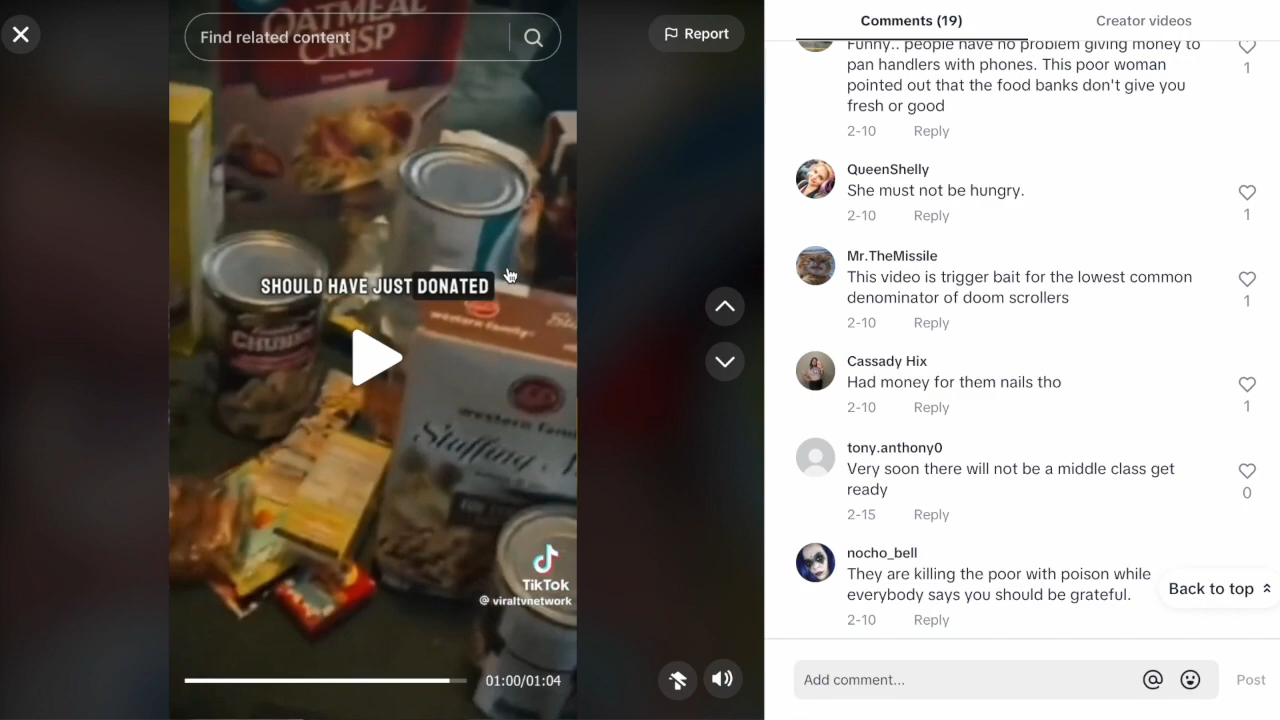 OATMEAL
CRISP
Find related content
Report
SHOULD HAVE JUST DONATED
CHUNKY
western family
western family
Stuffing
TikTok
@ viraltvnetwork
01:00/01:04
Comments (19)
Creator videos
Funny.. people have no problem giving money to
pan handlers with phones. This poor woman
pointed out that the food banks don't give you
fresh or good
1
2-10 Reply
QueenShelly
She must not be hungry.
2-10 Reply
1
Mr.TheMissile
This video is trigger bait for the lowest common
denominator of doom scrollers
1
2-10 Reply
Cassady Hix
Had money for them nails tho
2-10 Reply
1
tony.anthony0
Very soon there will not be a middle class get
ready
0
2-15 Reply
nocho_bell
They are killing the poor with poison while
everybody says you should be grateful.
2-10 Reply
Back to top
Add comment...
Post